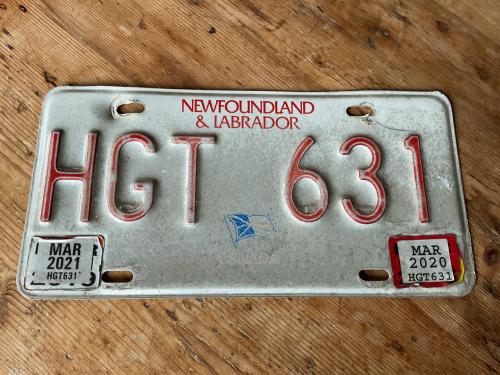 NEWFOUNDLAND
& LABRADOR
HGT 631
MAR
2021
HGT631
MAR
2020
HGT631